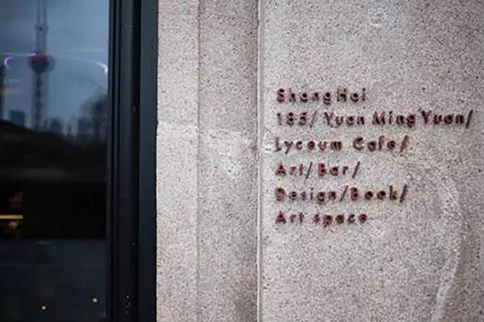 ShangHai
185/ Yuan Ming Yuan/
Lyceum Cafe/
Art/Bar/
Design/Book/
Art space